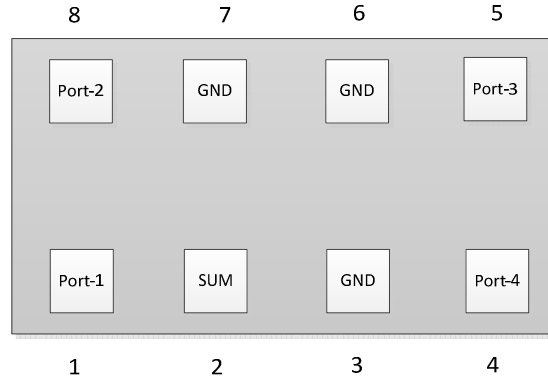 8 7 6 5
Port-2 GND GND Port-3
Port-1 SUM GND Port-4
1 2 3 4